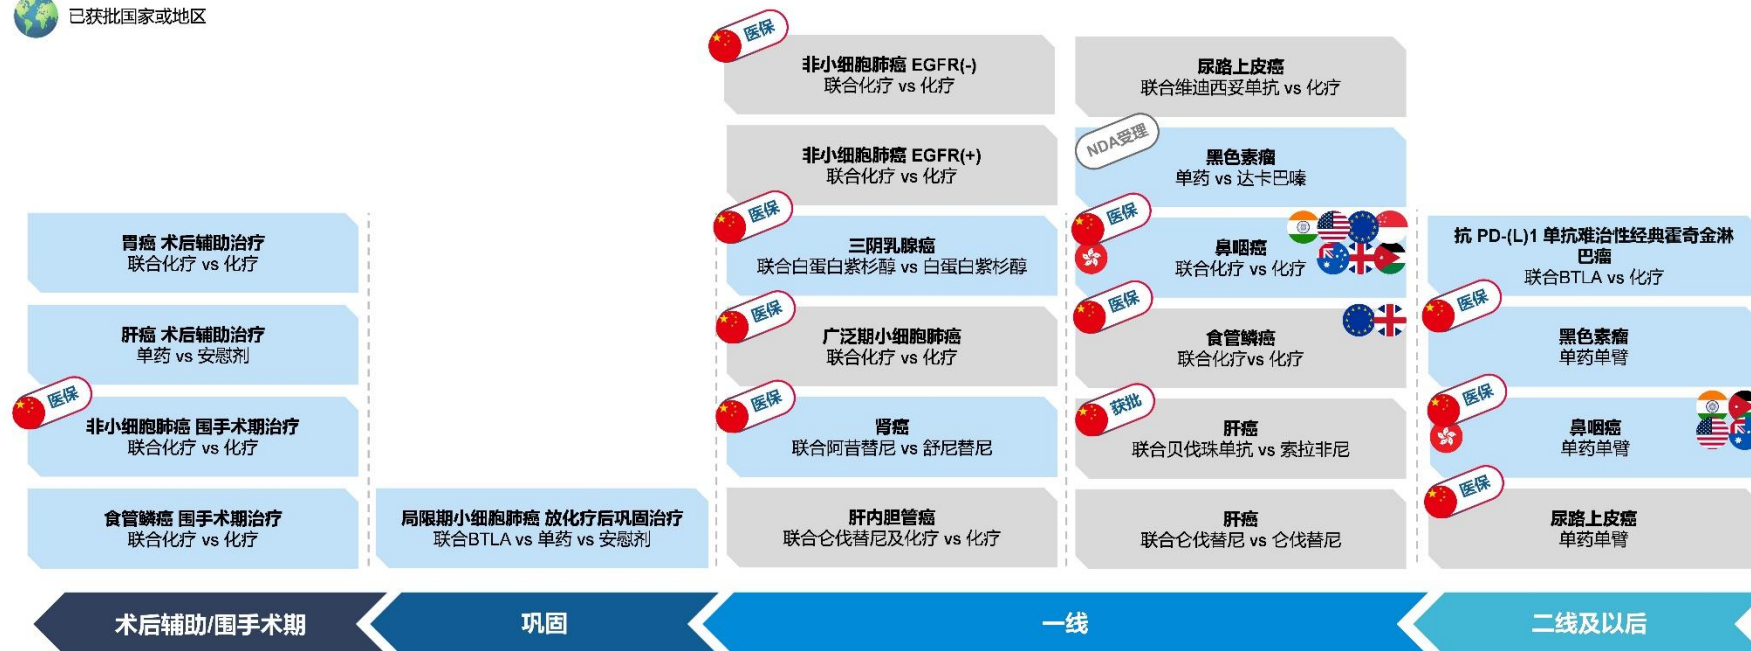 已获批国家或地区
胃癌 术后辅助治疗
联合化疗 vs 化疗
肝癌 术后辅助治疗
单药 vs 安慰剂
医保
非小细胞肺癌 围手术期治疗
联合化疗 vs 化疗
食管鳞癌 围手术期治疗
联合化疗 vs 化疗
局限期小细胞肺癌 放化疗后巩固治疗
联合BTLA vs 单药 vs 安慰剂
医保
非小细胞肺癌 EGFR(-)
联合化疗 vs 化疗
非小细胞肺癌 EGFR(+)
联合化疗 vs 化疗
医保
三阴乳腺癌
联合白蛋白紫杉醇 vs 白蛋白紫杉醇
医保
广泛期小细胞肺癌
联合化疗 vs 化疗
医保
肾癌
联合阿昔替尼 vs 舒尼替尼
肝内胆管癌
联合仑伐替尼及化疗 vs 化疗
尿路上皮癌
联合维迪西妥单抗 vs 化疗
NDA受理
黑色素瘤
单药 vs 达卡巴嗪
医保
鼻咽癌
联合化疗 vs 化疗
医保
食管鳞癌
联合化疗vs 化疗
获批
肝癌
联合贝伐珠单抗 vs 索拉非尼
肝癌
联合仑伐替尼 vs 仑伐替尼
抗 PD-(L)1 单抗难治性经典霍奇金淋
巴瘤
联合BTLA vs 化疗
医保
黑色素瘤
单药单臂
医保
鼻咽癌
单药单臂
医保
尿路上皮癌
单药单臂
术后辅助/围手术期
巩固
一线
二线及以后